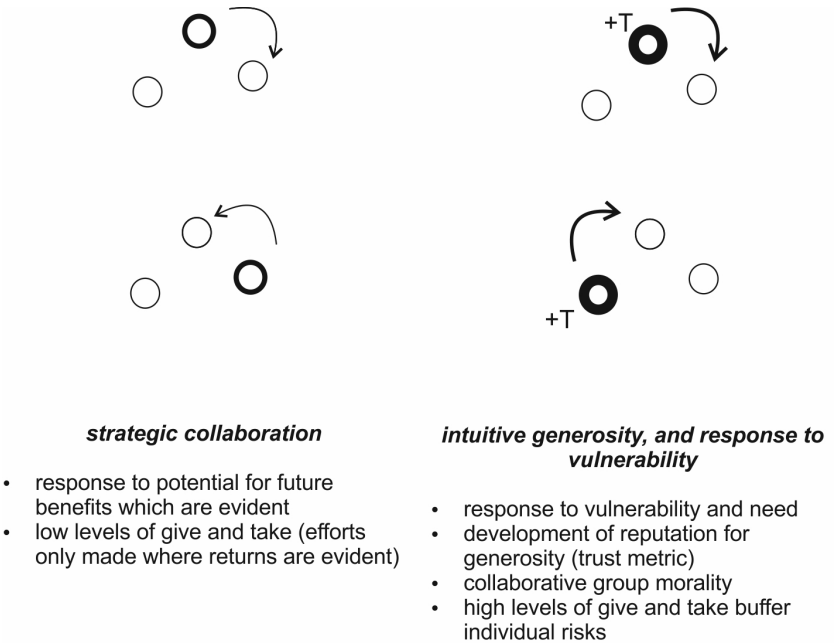 +T
+T
strategic collaboration
• response to potential for future
benefits which are evident
• low levels of give and take (efforts
only made where returns are evident)
intuitive generosity, and response to
vulnerability
• response to vulnerability and need
• development of reputation for
generosity (trust metric)
• collaborative group morality
• high levels of give and take buffer
individual risks